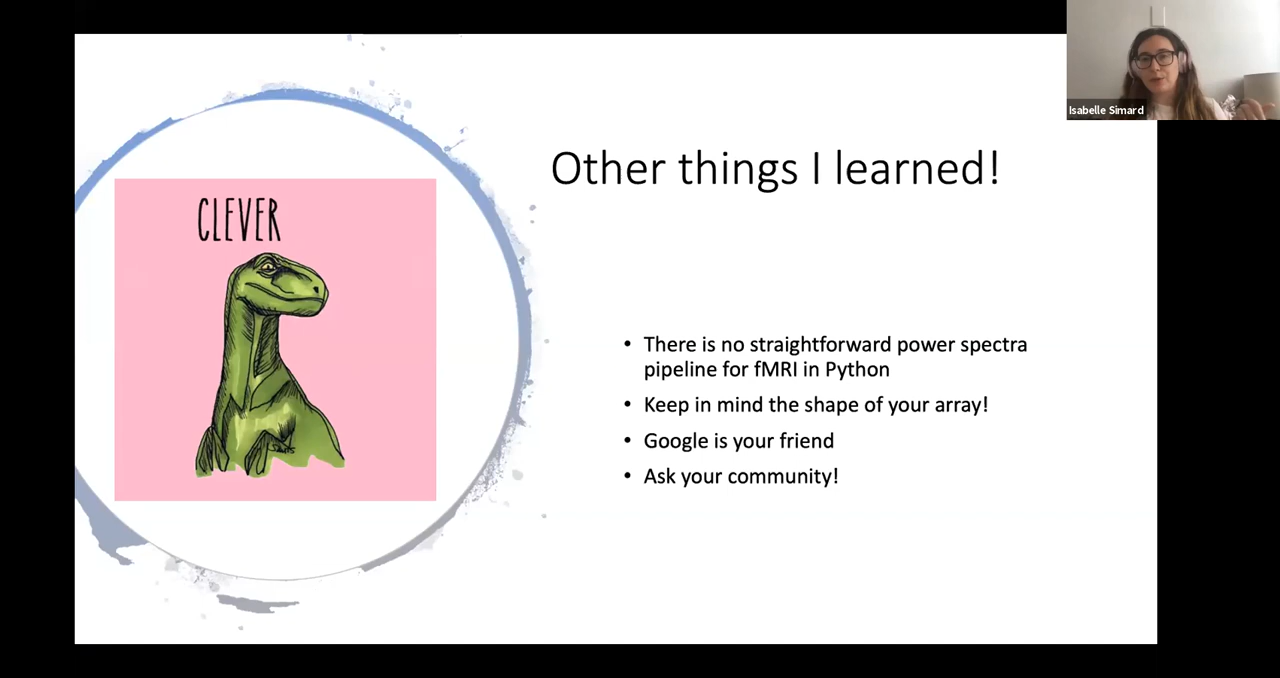 Isabelle Simard
Other things I learned!
CLEVER
• There is no straightforward power spectra
pipeline for fMRI in Python
• Keep in mind the shape of your array!
• Google is your friend
• Ask your community!